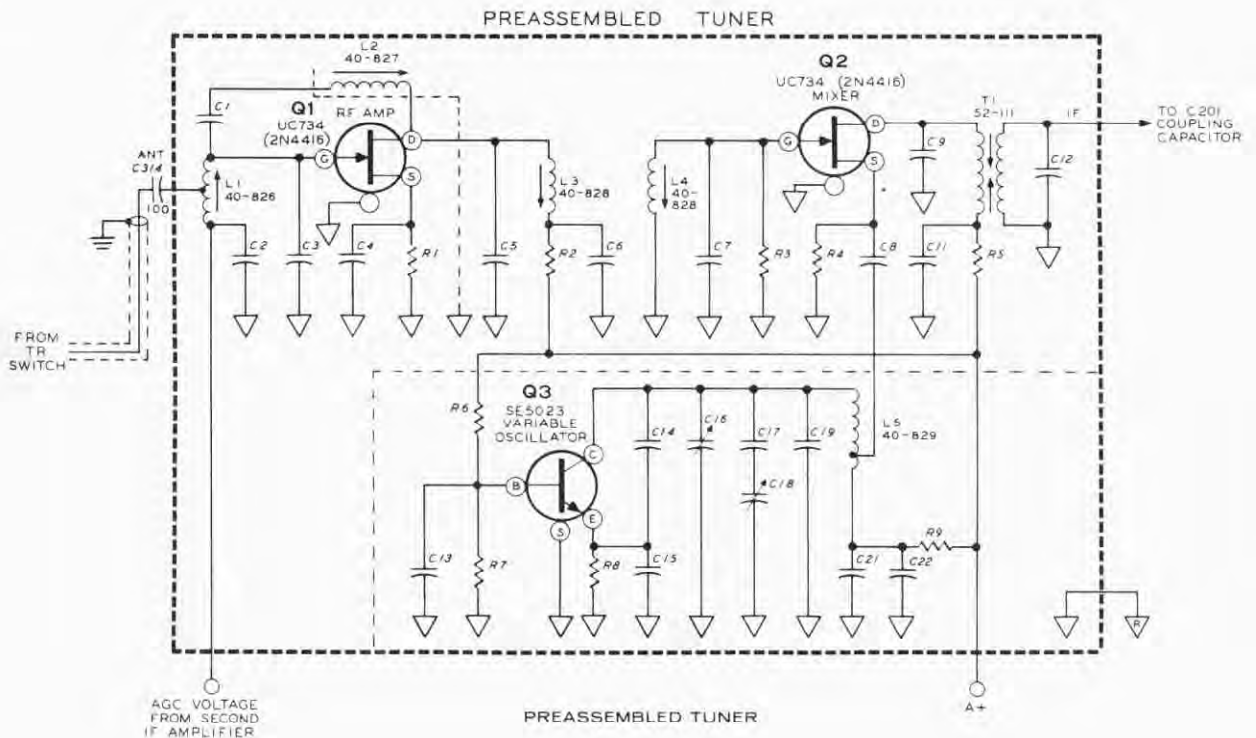 PREASSEMBLED TUNER
L2
40-827
C1
Q1
UC734
(2N4416)
RF AMP
G
D
S
ANT
C314
100
L1
40-826
C2
C3
C4
R1
C5
L3
40-828
R2
C6
Q2
UC734 (2N4416)
MIXER
G
D
S
L4
40-
828
C7
R3
R4
C8
C9
T1
52-111
IF
C11
R5
C12
TO C201
COUPLING
CAPACITOR
FROM
TR
SWITCH
Q3
SE5023
VARIABLE
OSCILLATOR
R6
B
C
E
S
C13
R7
R8
C14
C15
C16
C17
C18
C19
L5
40-829
C21
C22
R9
R
AGC VOLTAGE
FROM SECOND
IF AMPLIFIER
PREASSEMBLED TUNER
A+